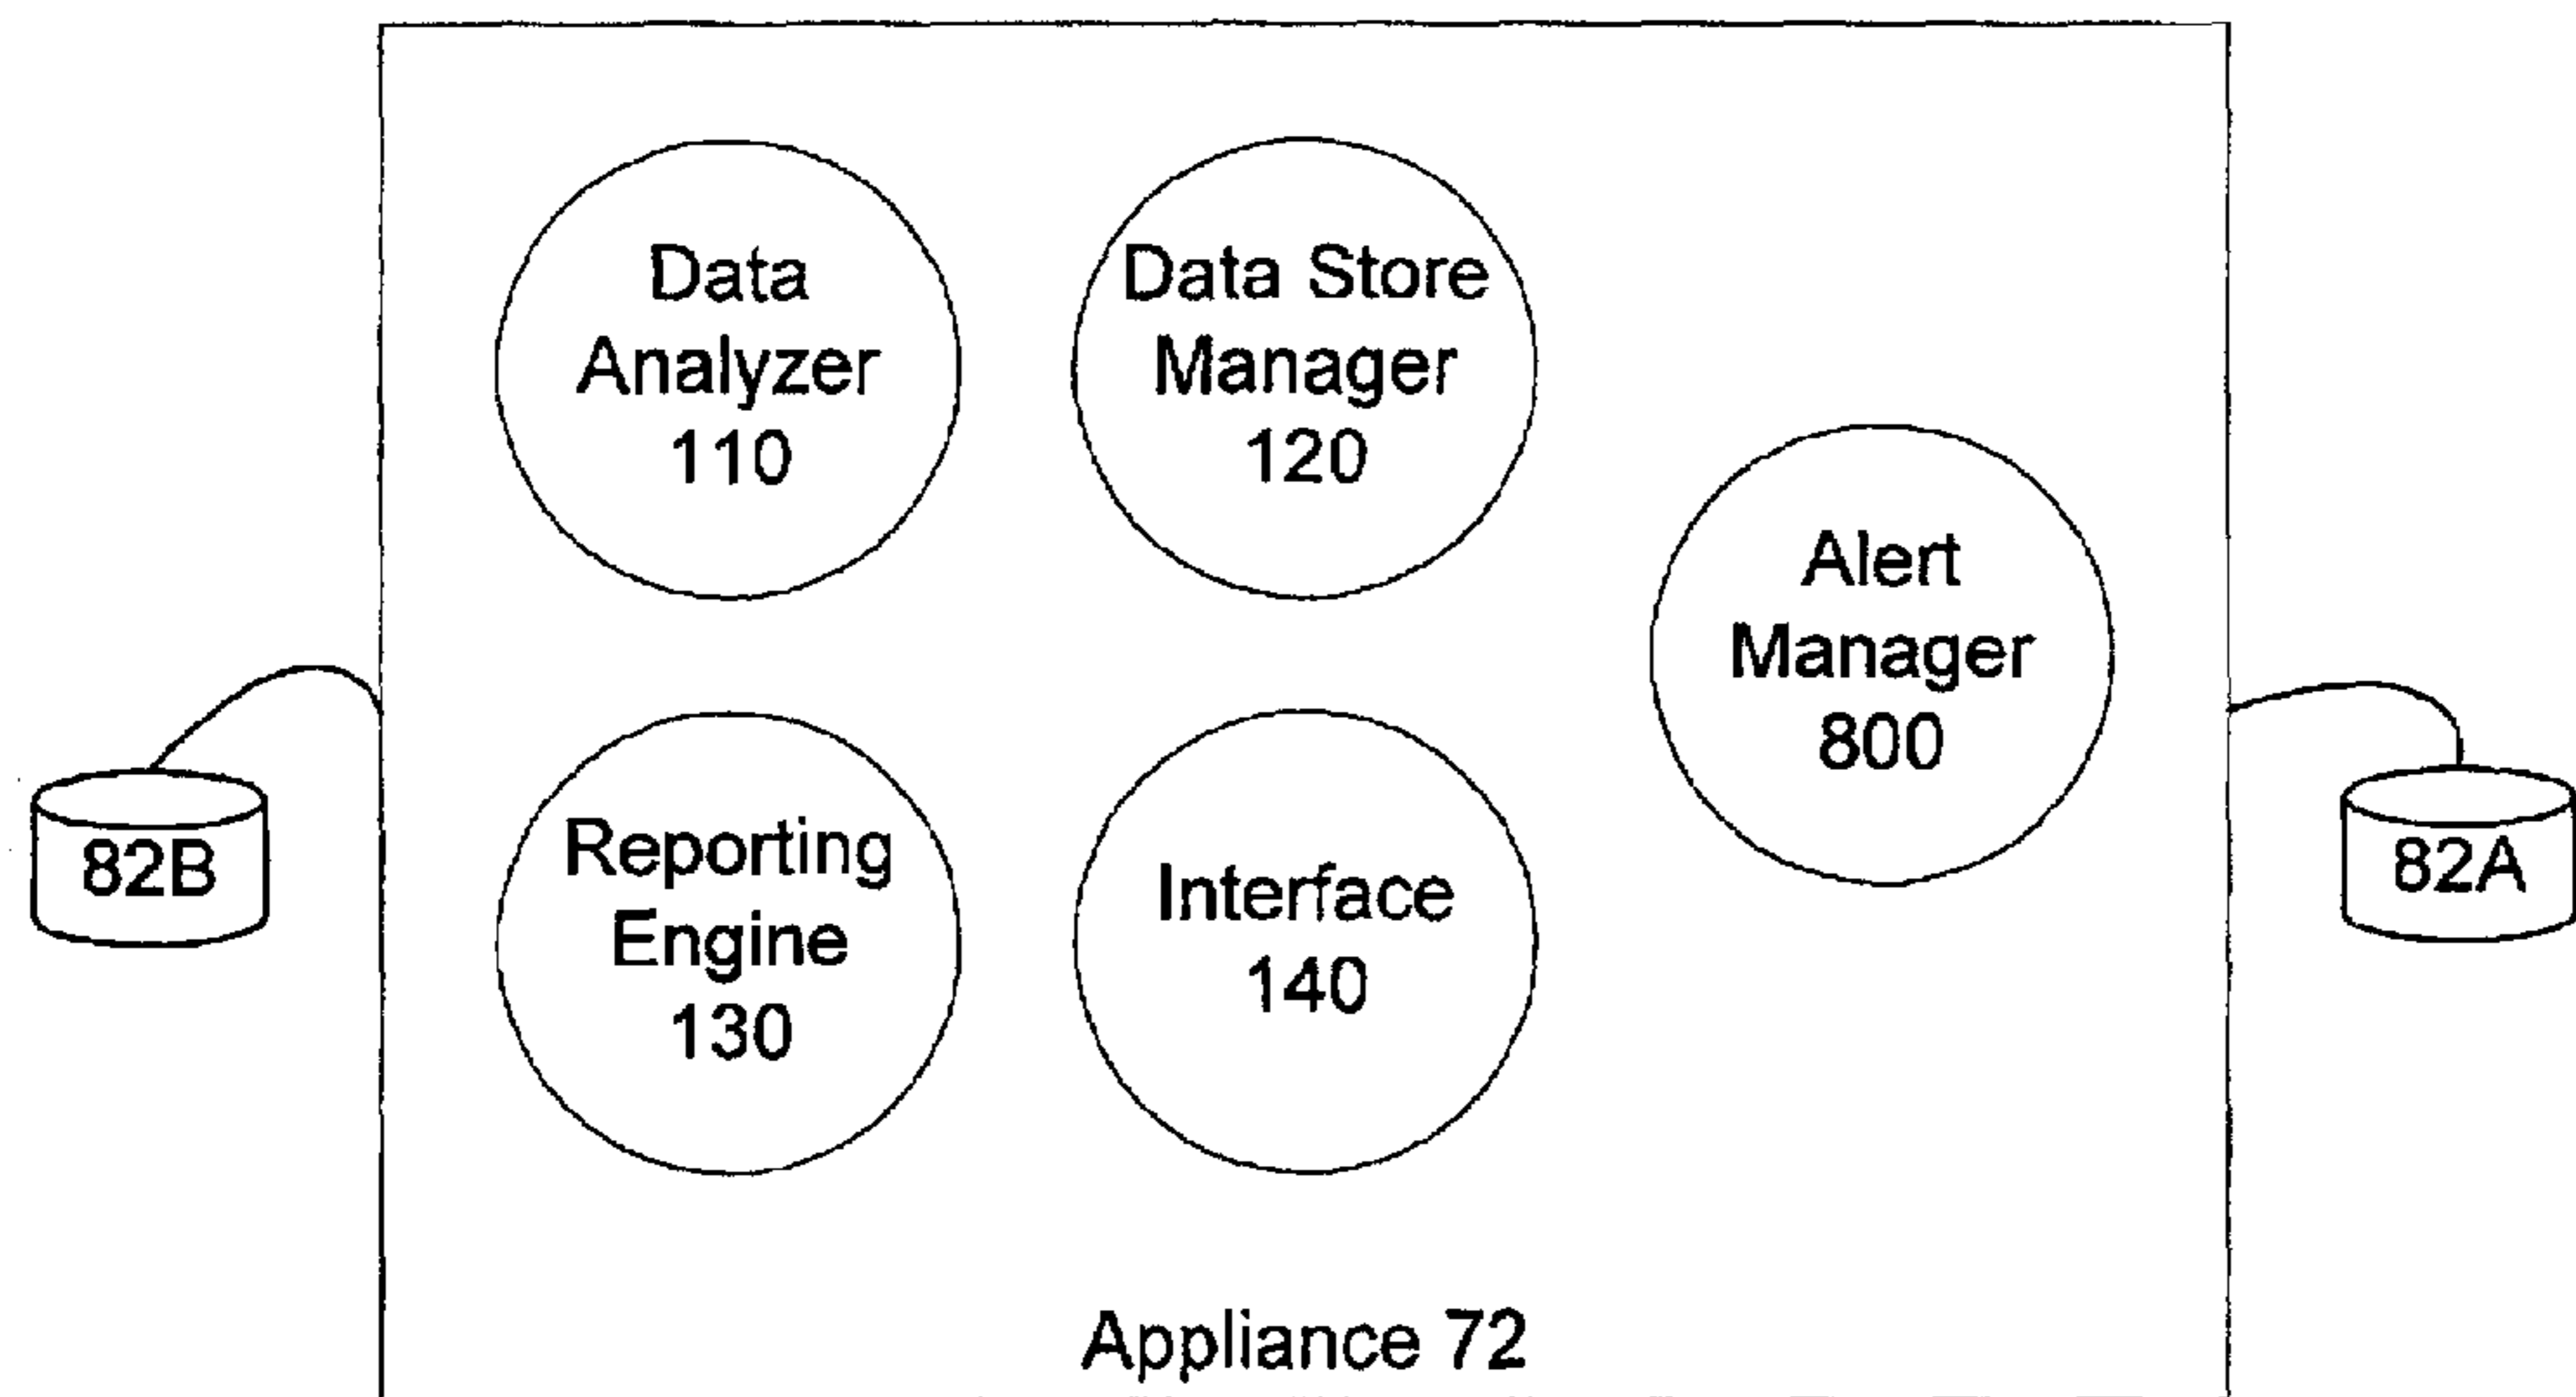 Data
Analyzer
110
Data Store
Manager
120
Alert
Manager
800
82B
Reporting
Engine
130
Interface
140
82A
Appliance 72